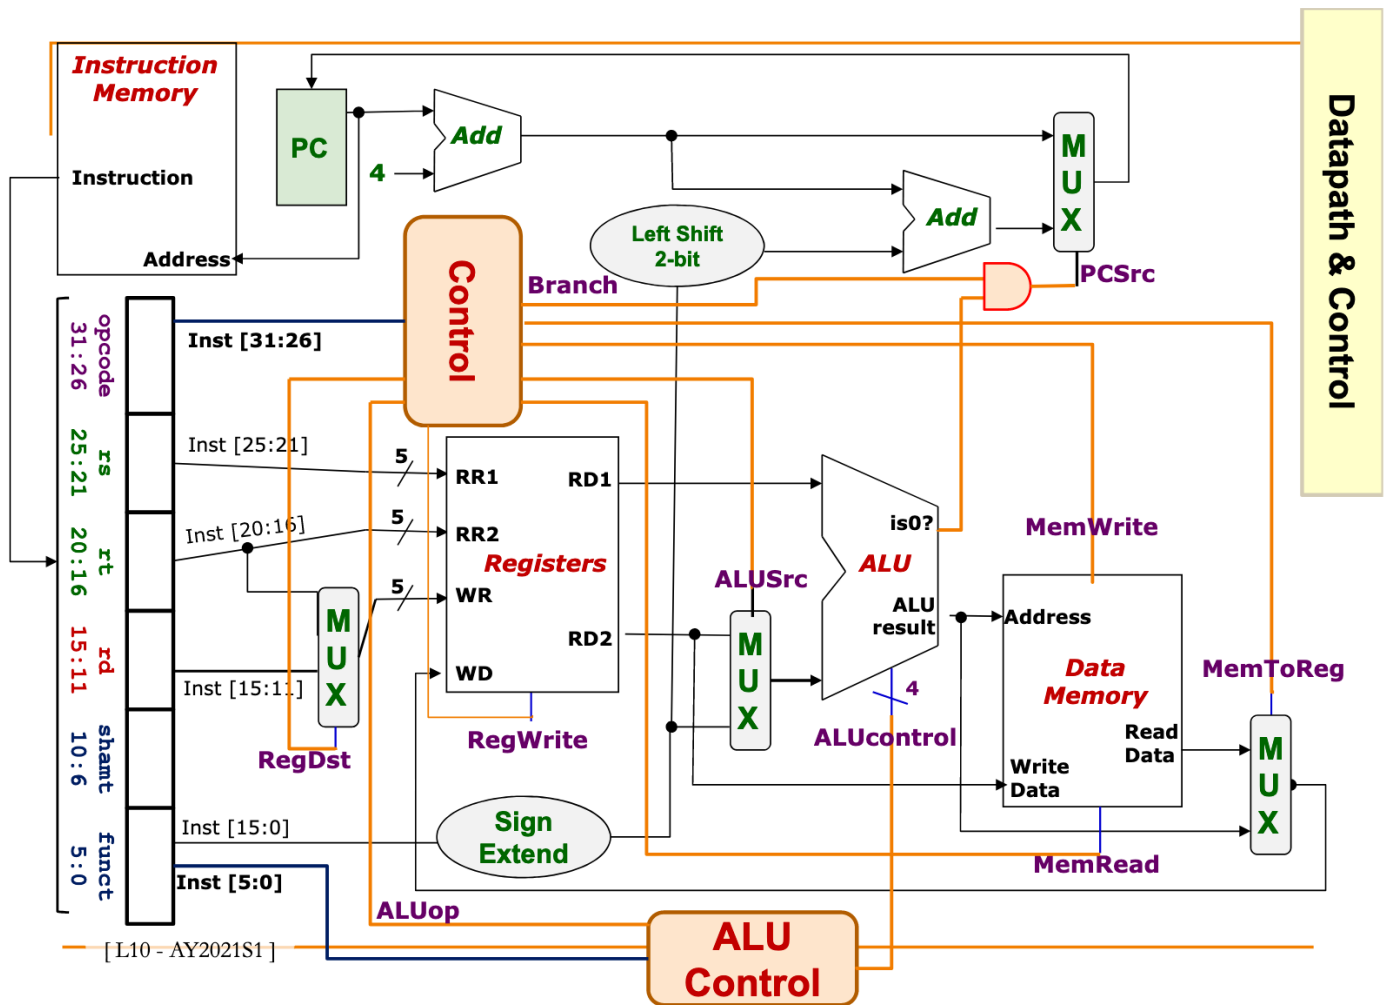 Instruction
Memory
Instruction
Address
PC
4
Add
Add
M
U
X
Left Shift
2-bit
Control
Branch
PCSrc
Datapath & Control
opcode
31:26
rs
25:21
rt
20:16
rd
15:11
shamt
10:6
funct
5:0
Inst [31:26]
Inst [25:21]
5
Inst [20:16]
5
5
M
U
X
Inst [15:11]
RegDst
RR1
RR2
WR
WD
Registers
RD1
RD2
RegWrite
ALUSrc
M
U
X
is0?
ALU
ALU
result
4
ALUcontrol
MemWrite
Address
Data
Memory
Read
Data
Write
Data
MemRead
MemToReg
M
U
X
Inst [15:0]
Sign
Extend
Inst [5:0]
ALUop
ALU
Control
[ L10 - AY2021S1 ]